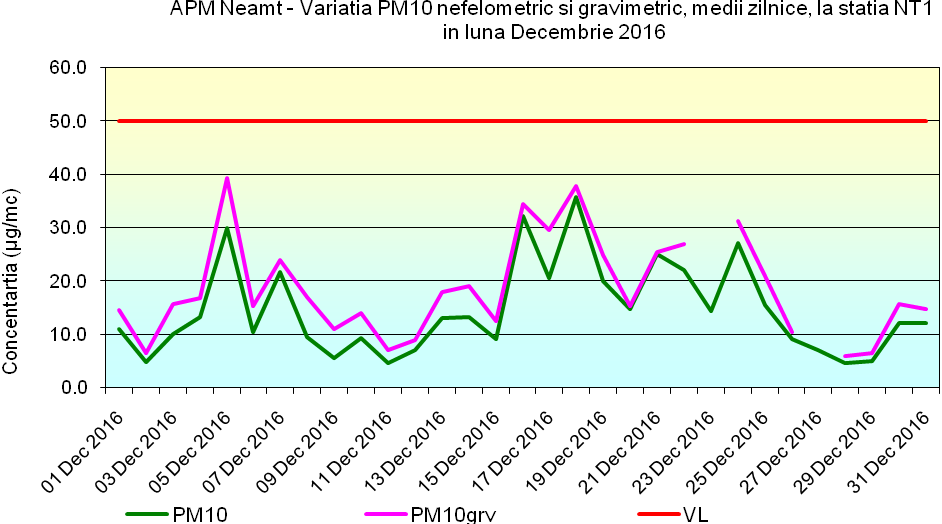 APM Neamt - Variatia PM10 nefelometric si gravimetric, medii zilnice, la statia NT1
in luna Decembrie 2016
Concentartia (µg/mc)
60.0
50.0
40.0
30.0
20.0
10.0
0.0
01 Dec 2016
03 Dec 2016
05 Dec 2016
07 Dec 2016
09 Dec 2016
11 Dec 2016
13 Dec 2016
15 Dec 2016
17 Dec 2016
19 Dec 2016
21 Dec 2016
23 Dec 2016
25 Dec 2016
27 Dec 2016
29 Dec 2016
31 Dec 2016
PM10
PM10grv
VL